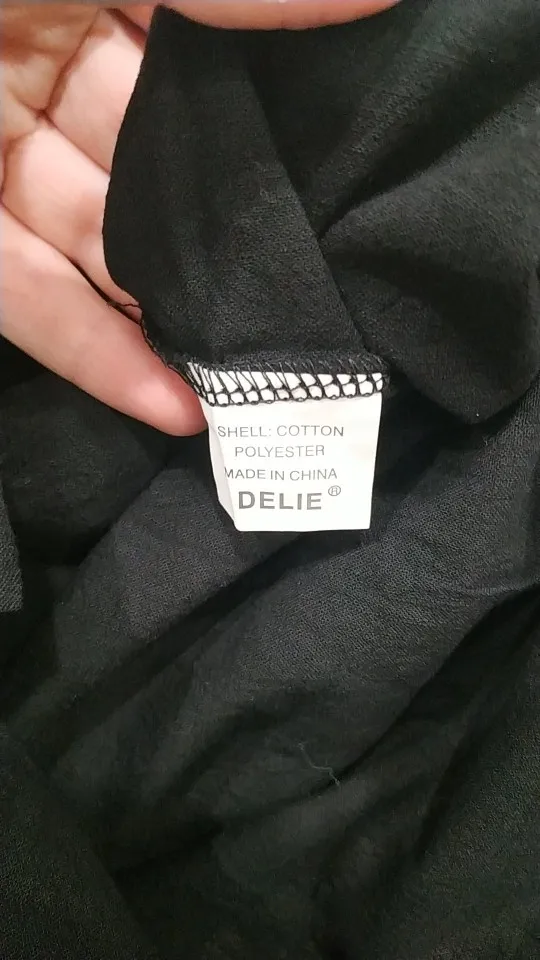 SHELL: COTTON
POLYESTER
MADE IN CHINA
DELIE®